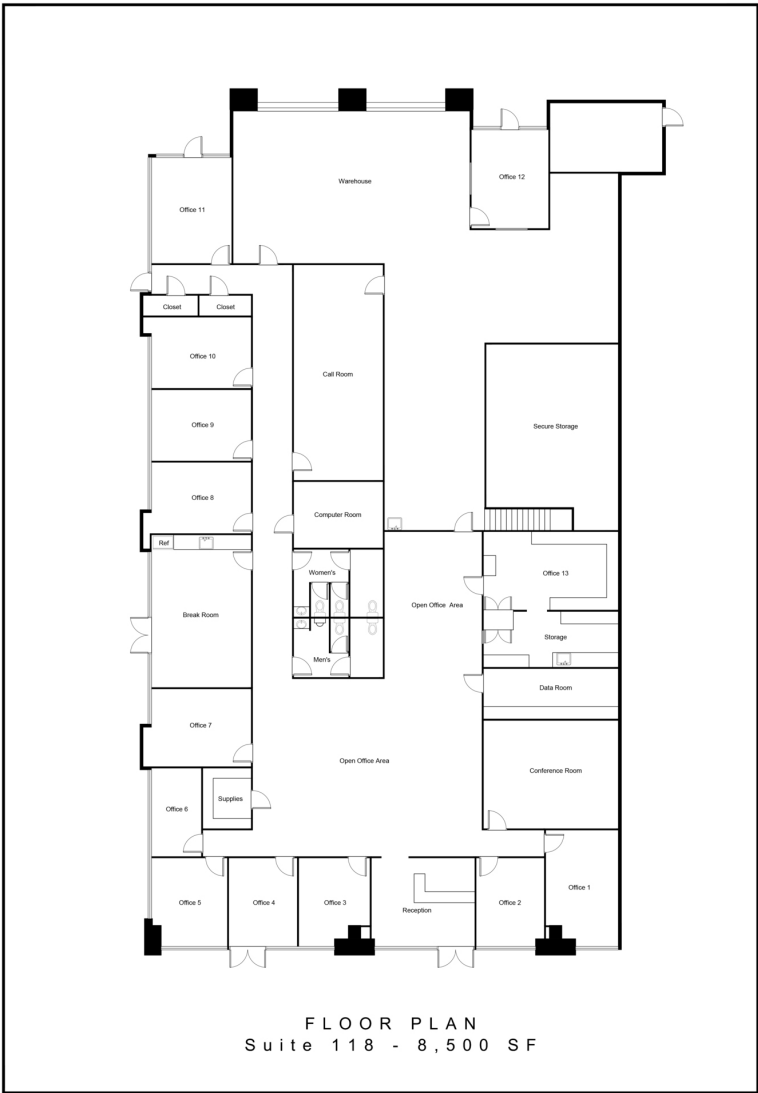 Warehouse
Office 12
Office 11
Closet
Closet
Office 10
Call Room
Office 9
Secure Storage
Office 8
Computer Room
Ref
Women's
Office 13
Open Office Area
Break Room
Storage
Men's
Data Room
Office 7
Open Office Area
Conference Room
Supplies
Office 6
Office 1
Office 5
Office 4
Office 3
Reception
Office 2
FLOOR PLAN
Suite 118 - 8,500 SF